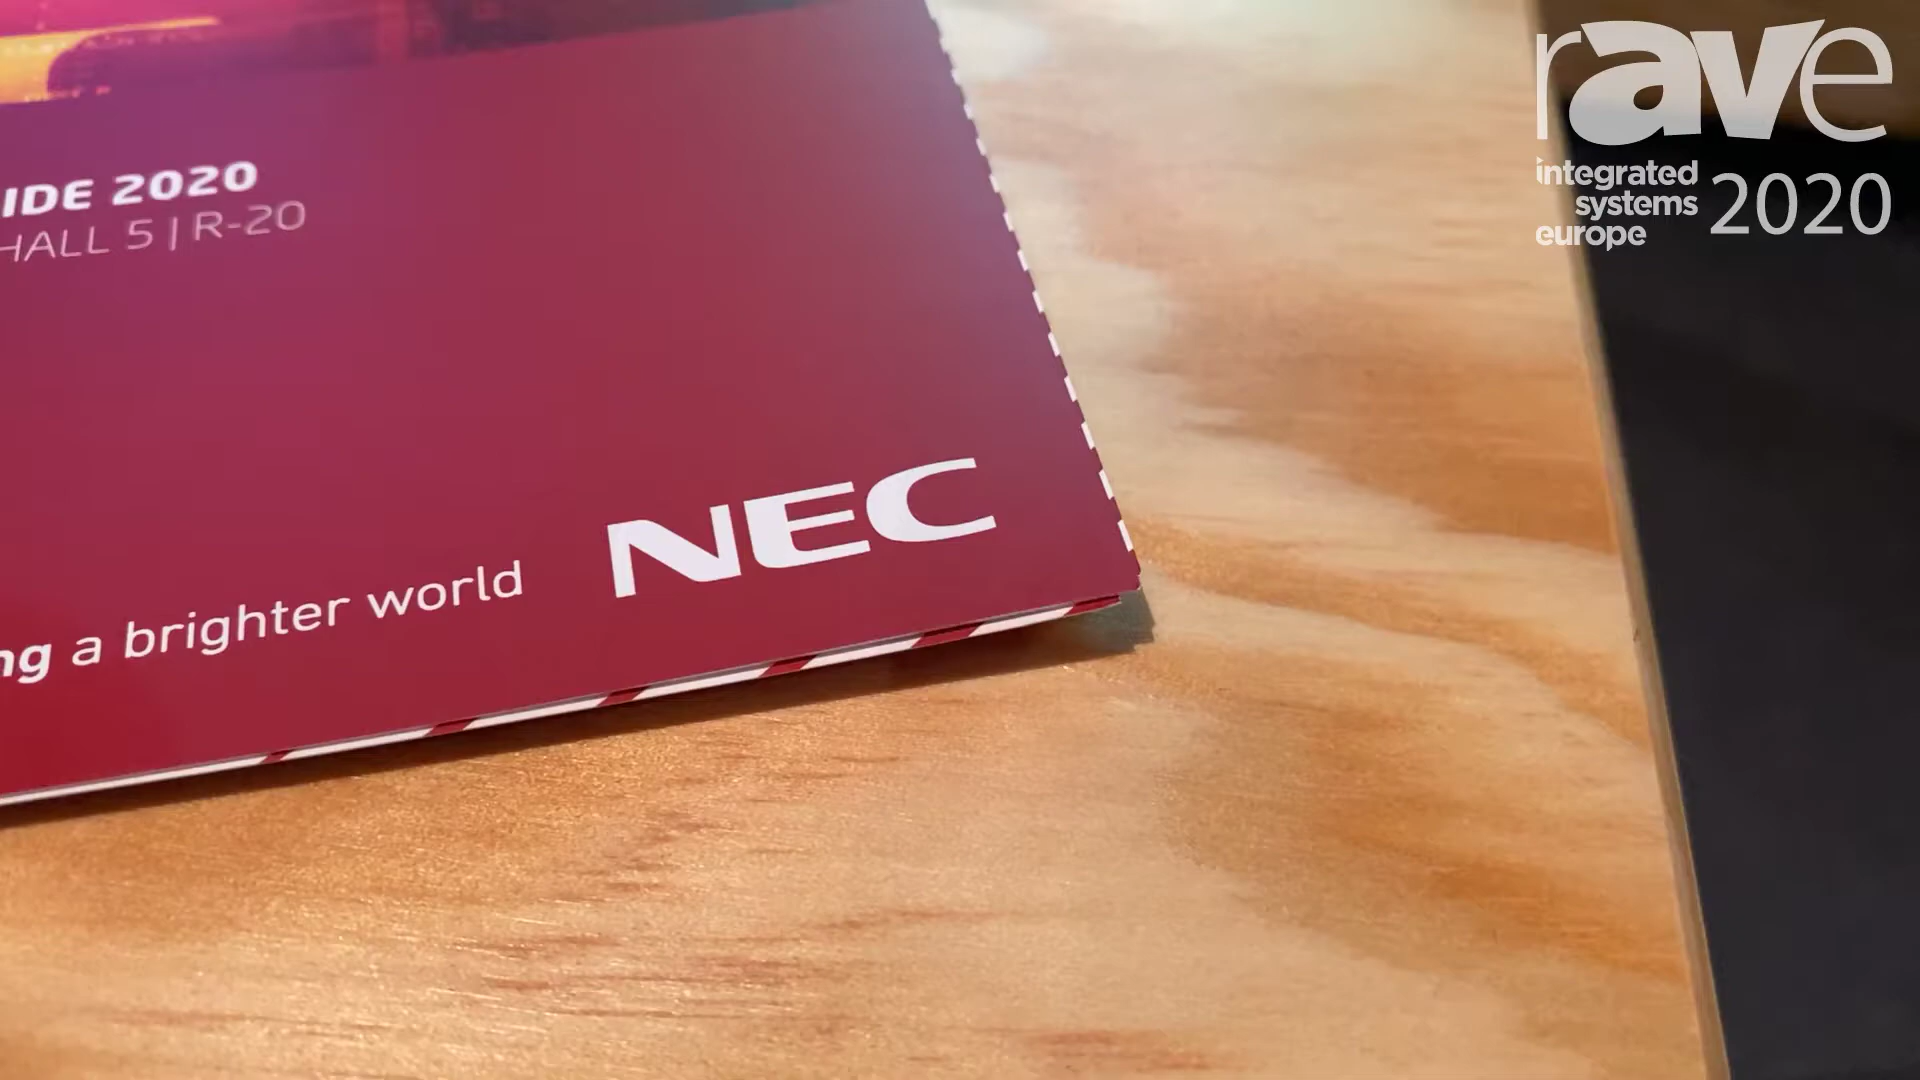 IDE 2020
HALL 5 | R-20
ng a brighter world
NEC
rave
integrated
systems
europe
2020